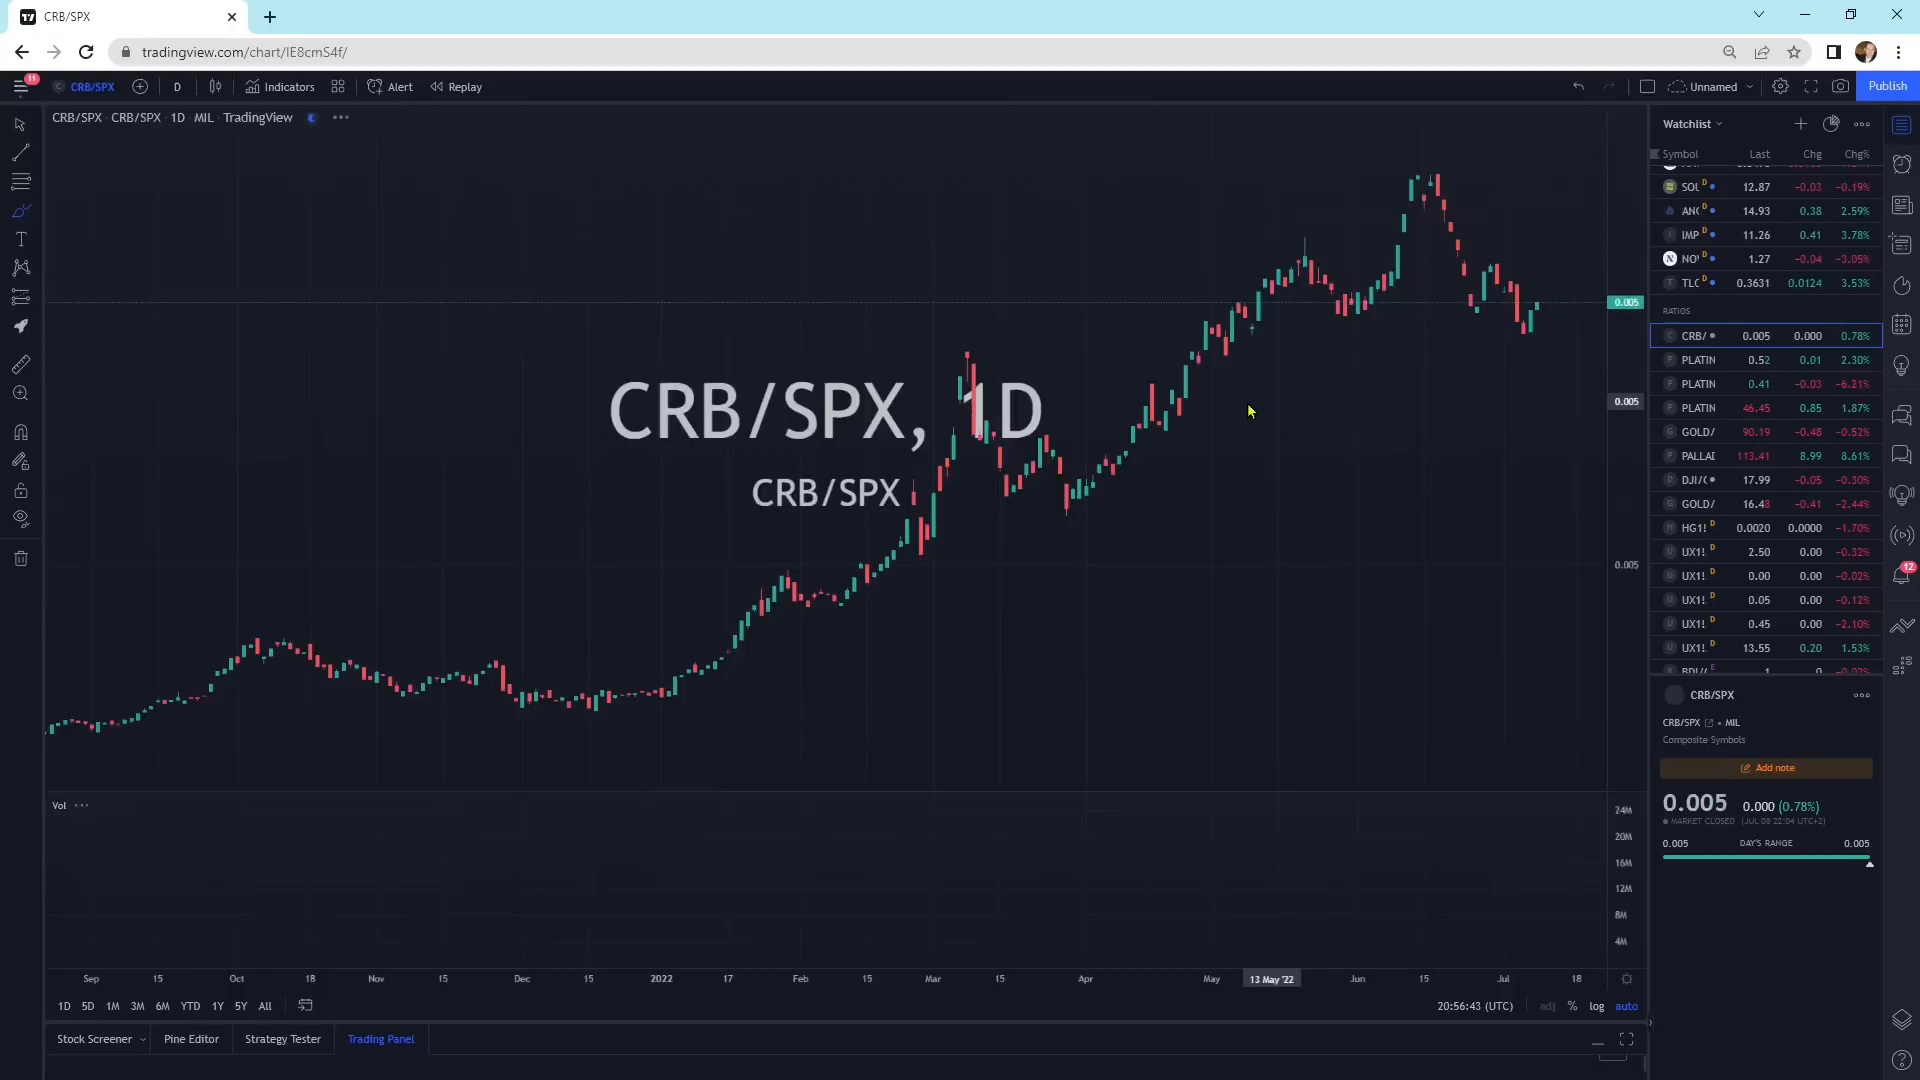 CRB/SPX
tradingview.com/chart/IE8cmS4f/
11
CRB/SPX
D
Indicators
Alert
Replay
Unnamed
Publish
CRB/SPX · CRB/SPX · 1D · MIL · TradingView
Watchlist
Symbol Last Chg Chg%
SOL D 12.87 −0.03 −0.19%
ANG D 14.93 0.38 2.59%
IMP D 11.26 0.41 3.78%
NO D 1.27 −0.04 −3.05%
TLC D 0.3631 0.0124 3.53%
RATIOS
CRB/ 0.005 0.000 0.78%
PLATIN 0.52 0.01 2.30%
PLATIN 0.41 −0.03 −6.21%
PLATIN 46.45 0.85 1.87%
GOLD/ 90.19 −0.48 −0.52%
PALLAD 113.41 8.99 8.61%
DJI/ 17.99 −0.05 −0.30%
GOLD/ 16.48 −0.41 −2.44%
HG1! D 0.0020 0.0000 −1.70%
UX1! D 2.50 0.00 −0.32%
UX1! D 0.00 0.00 −0.02%
UX1! D 0.05 0.00 −0.12%
UX1! D 0.45 0.00 −2.10%
UX1! D 13.55 0.20 1.53%
12
0.005
0.005
0.005
CRB/SPX, 1D
CRB/SPX
CRB/SPX
CRB/SPX MIL
Composite Symbols
Add note
0.005 0.000 (0.78%)
MARKET CLOSED (JUL 08 22:04 UTC+2)
0.005 DAY'S RANGE 0.005
Vol
24M
20M
16M
12M
8M
4M
Sep 15 Oct 18 Nov 15 Dec 15 2022 17 Feb 15 Mar 15 Apr May 13 May '22 Jun 15 Jul 18
1D 5D 1M 3M 6M YTD 1Y 5Y All
20:56:43 (UTC) adj % log auto
Stock Screener
Pine Editor
Strategy Tester
Trading Panel